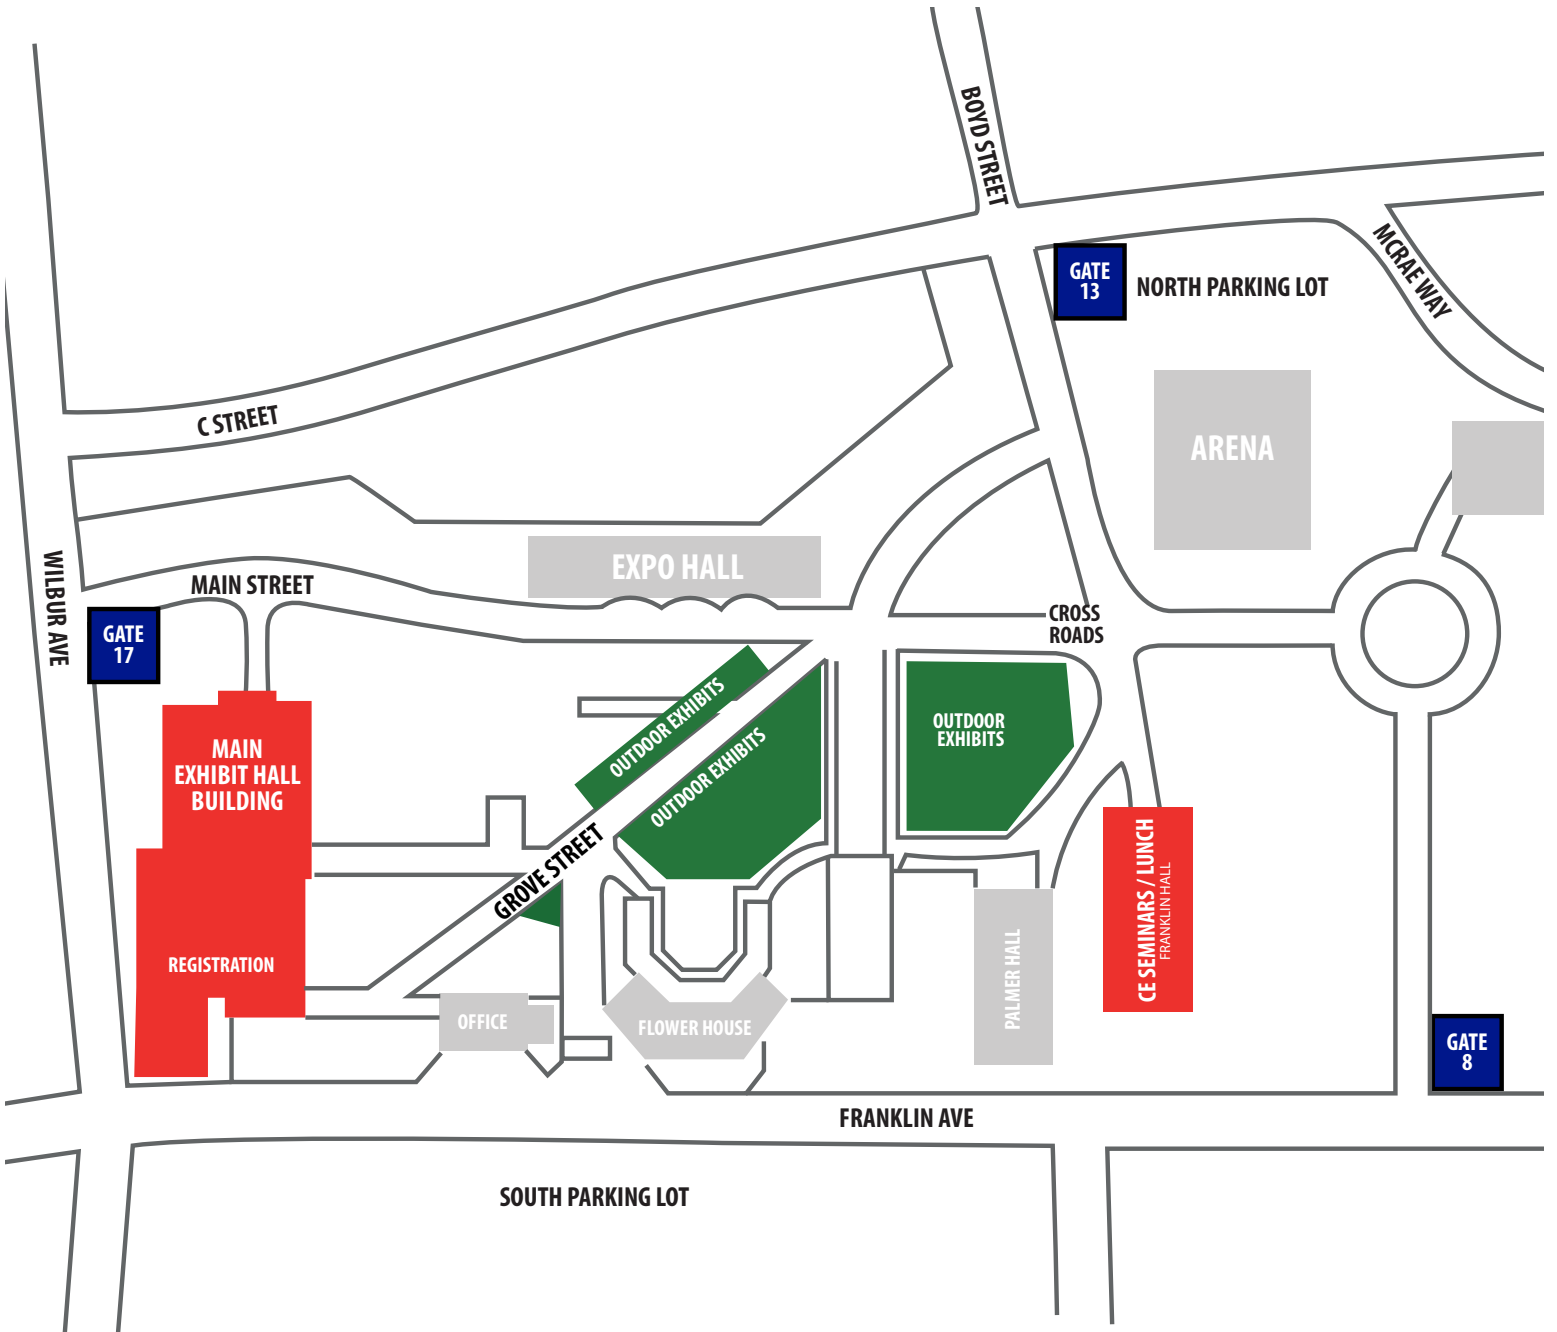 BOYD STREET
GATE
13
NORTH PARKING LOT
MCRAE WAY
C STREET
ARENA
WILBUR AVE
MAIN STREET
EXPO HALL
CROSS
ROADS
GATE
17
OUTDOOR EXHIBITS
OUTDOOR EXHIBITS
OUTDOOR
EXHIBITS
MAIN
EXHIBIT HALL
BUILDING
GROVE STREET
CE SEMINARS / LUNCH
FRANKLIN HALL
REGISTRATION
PALMER HALL
OFFICE
FLOWER HOUSE
GATE
8
FRANKLIN AVE
SOUTH PARKING LOT